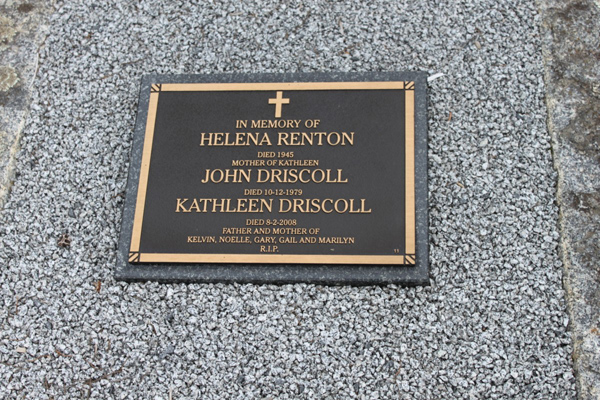 IN MEMORY OF
HELENA RENTON
DIED 1945
MOTHER OF KATHLEEN
JOHN DRISCOLL
DIED 10-12-1979
KATHLEEN DRISCOLL
DIED 8-2-2008
FATHER AND MOTHER OF
KELVIN, NOELLE, GARY, GAIL AND MARILYN
R.I.P.